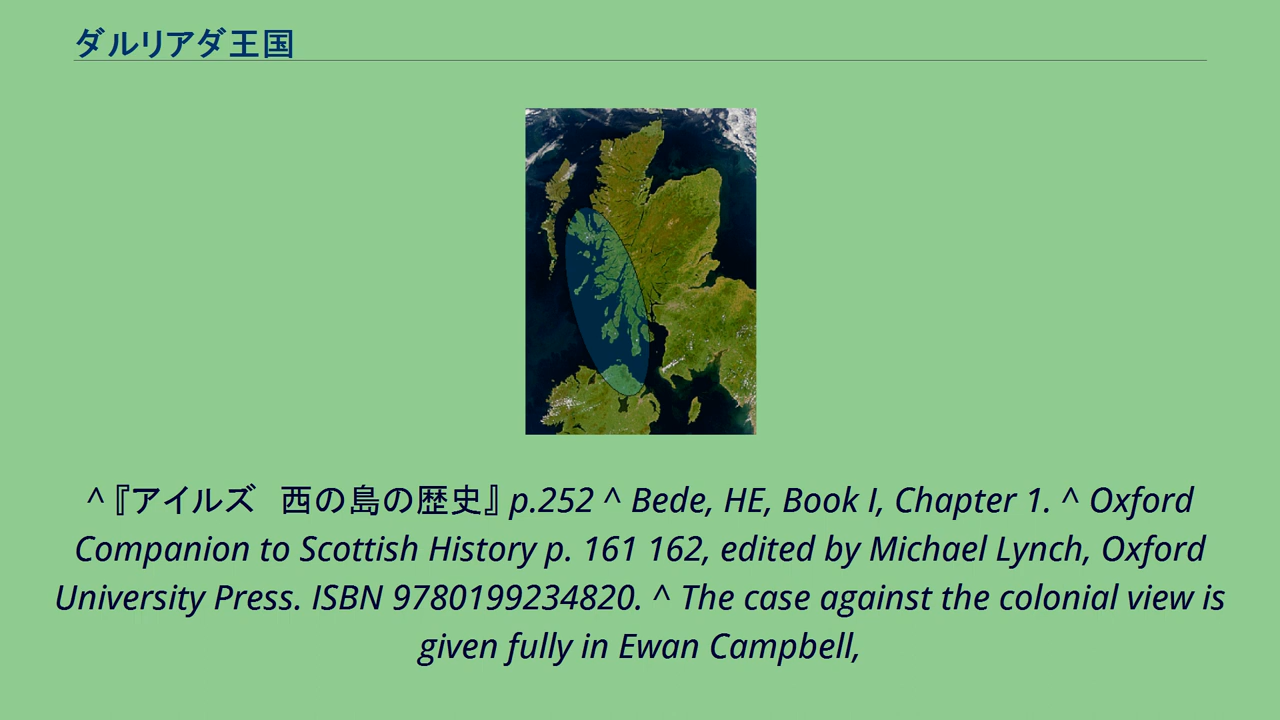 ダルリアダ王国
^『アイルズ　西の島の歴史』p.252 ^ Bede, HE, Book I, Chapter 1. ^ Oxford
Companion to Scottish History p. 161 162, edited by Michael Lynch, Oxford
University Press. ISBN 9780199234820. ^ The case against the colonial view is
given fully in Ewan Campbell,